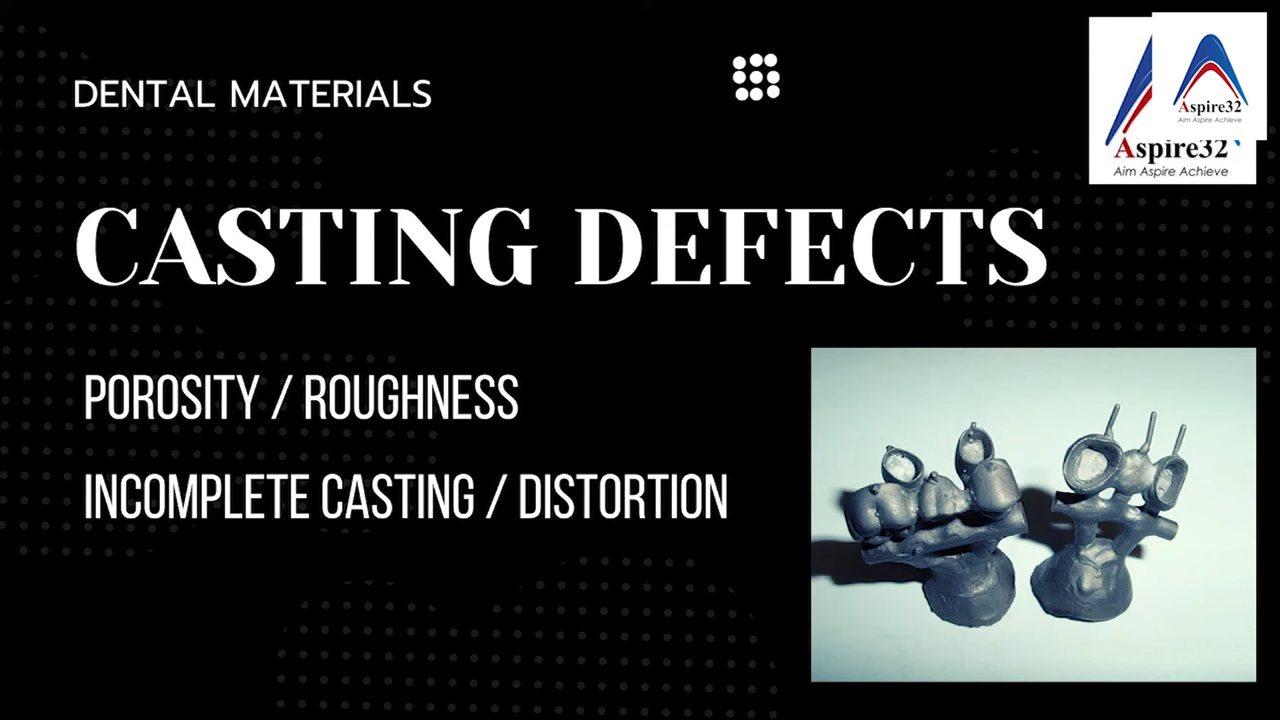 DENTAL MATERIALS
Aspire32
Aim Aspire Achieve
Aspire32
Aim Aspire Achieve
CASTING DEFECTS
POROSITY / ROUGHNESS
INCOMPLETE CASTING / DISTORTION